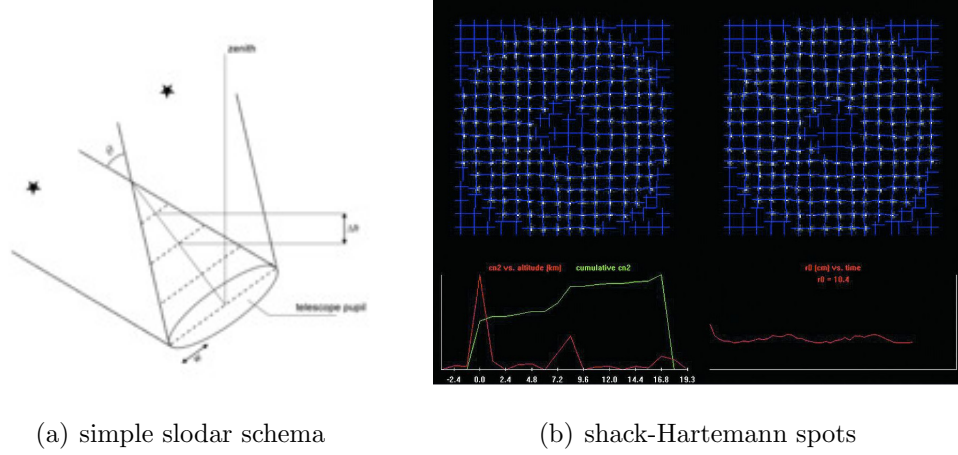 zenith
telescope pupil
cn2 vs. altitude (km)
cumulative cn2
r0 (cm) vs. time
r0 = 10.4
-2.4 0.0 2.4 4.8 7.2 9.6 12.0 14.4 16.8 19.3
(a) simple slodar schema
(b) shack-Hartemann spots